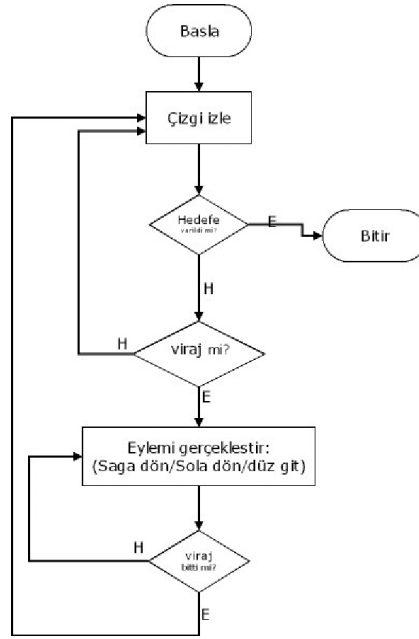 Basla
Çizgi izle
Hedefe
varildi mi?
E
Bitir
H
viraj mi?
H
E
Eylemi gerçeklestir:
(Saga dön/Sola dön/düz git)
H
viraj
bitti mi?
E